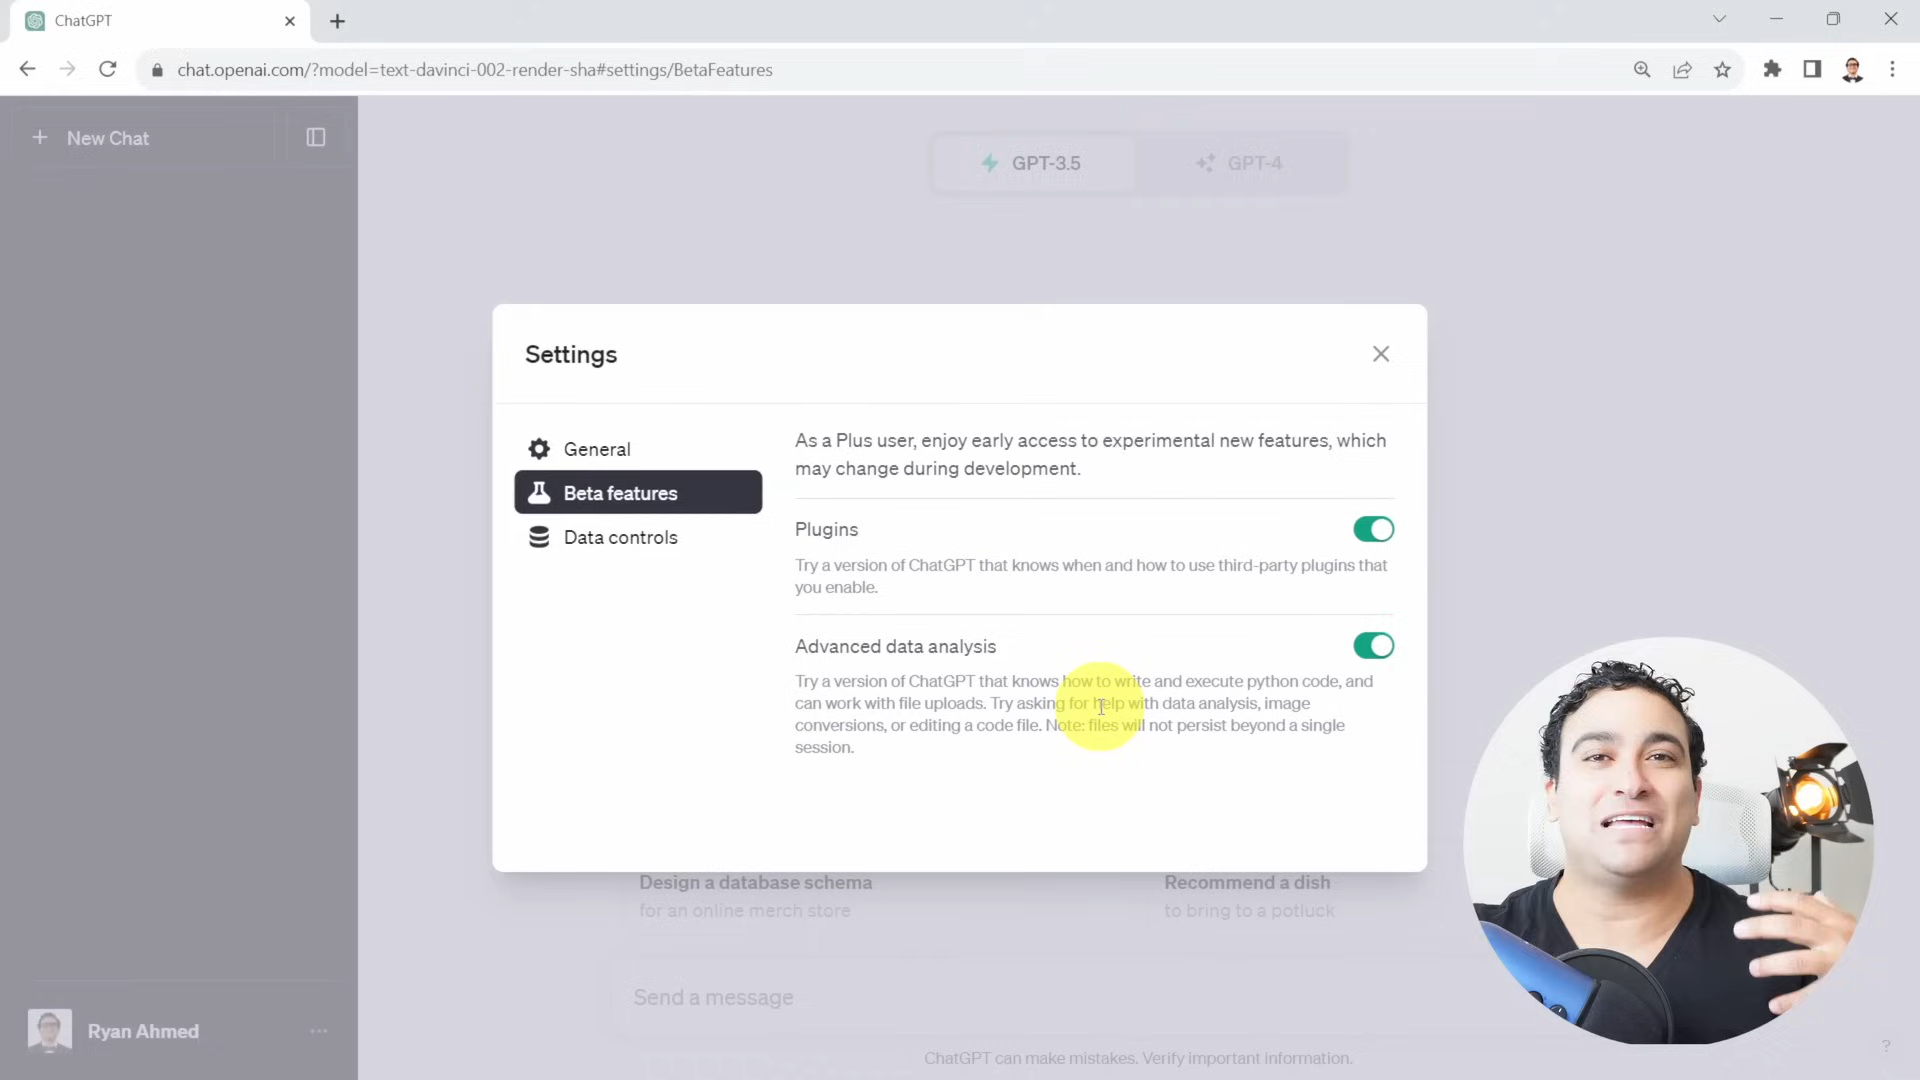 ChatGPT
chat.openai.com/?model=text-davinci-002-render-sha#settings/BetaFeatures
New Chat
GPT-3.5
GPT-4
Settings
General
Beta features
Data controls
As a Plus user, enjoy early access to experimental new features, which
may change during development.
Plugins
Try a version of ChatGPT that knows when and how to use third-party plugins that
you enable.
Advanced data analysis
Try a version of ChatGPT that knows how to write and execute python code, and
can work with file uploads. Try asking for help with data analysis, image
conversions, or editing a code file. Note: files will not persist beyond a single
session.
Design a database schema
for an online merch store
Recommend a dish
to bring to a potluck
Send a message
Ryan Ahmed
ChatGPT can make mistakes. Verify important information.
?